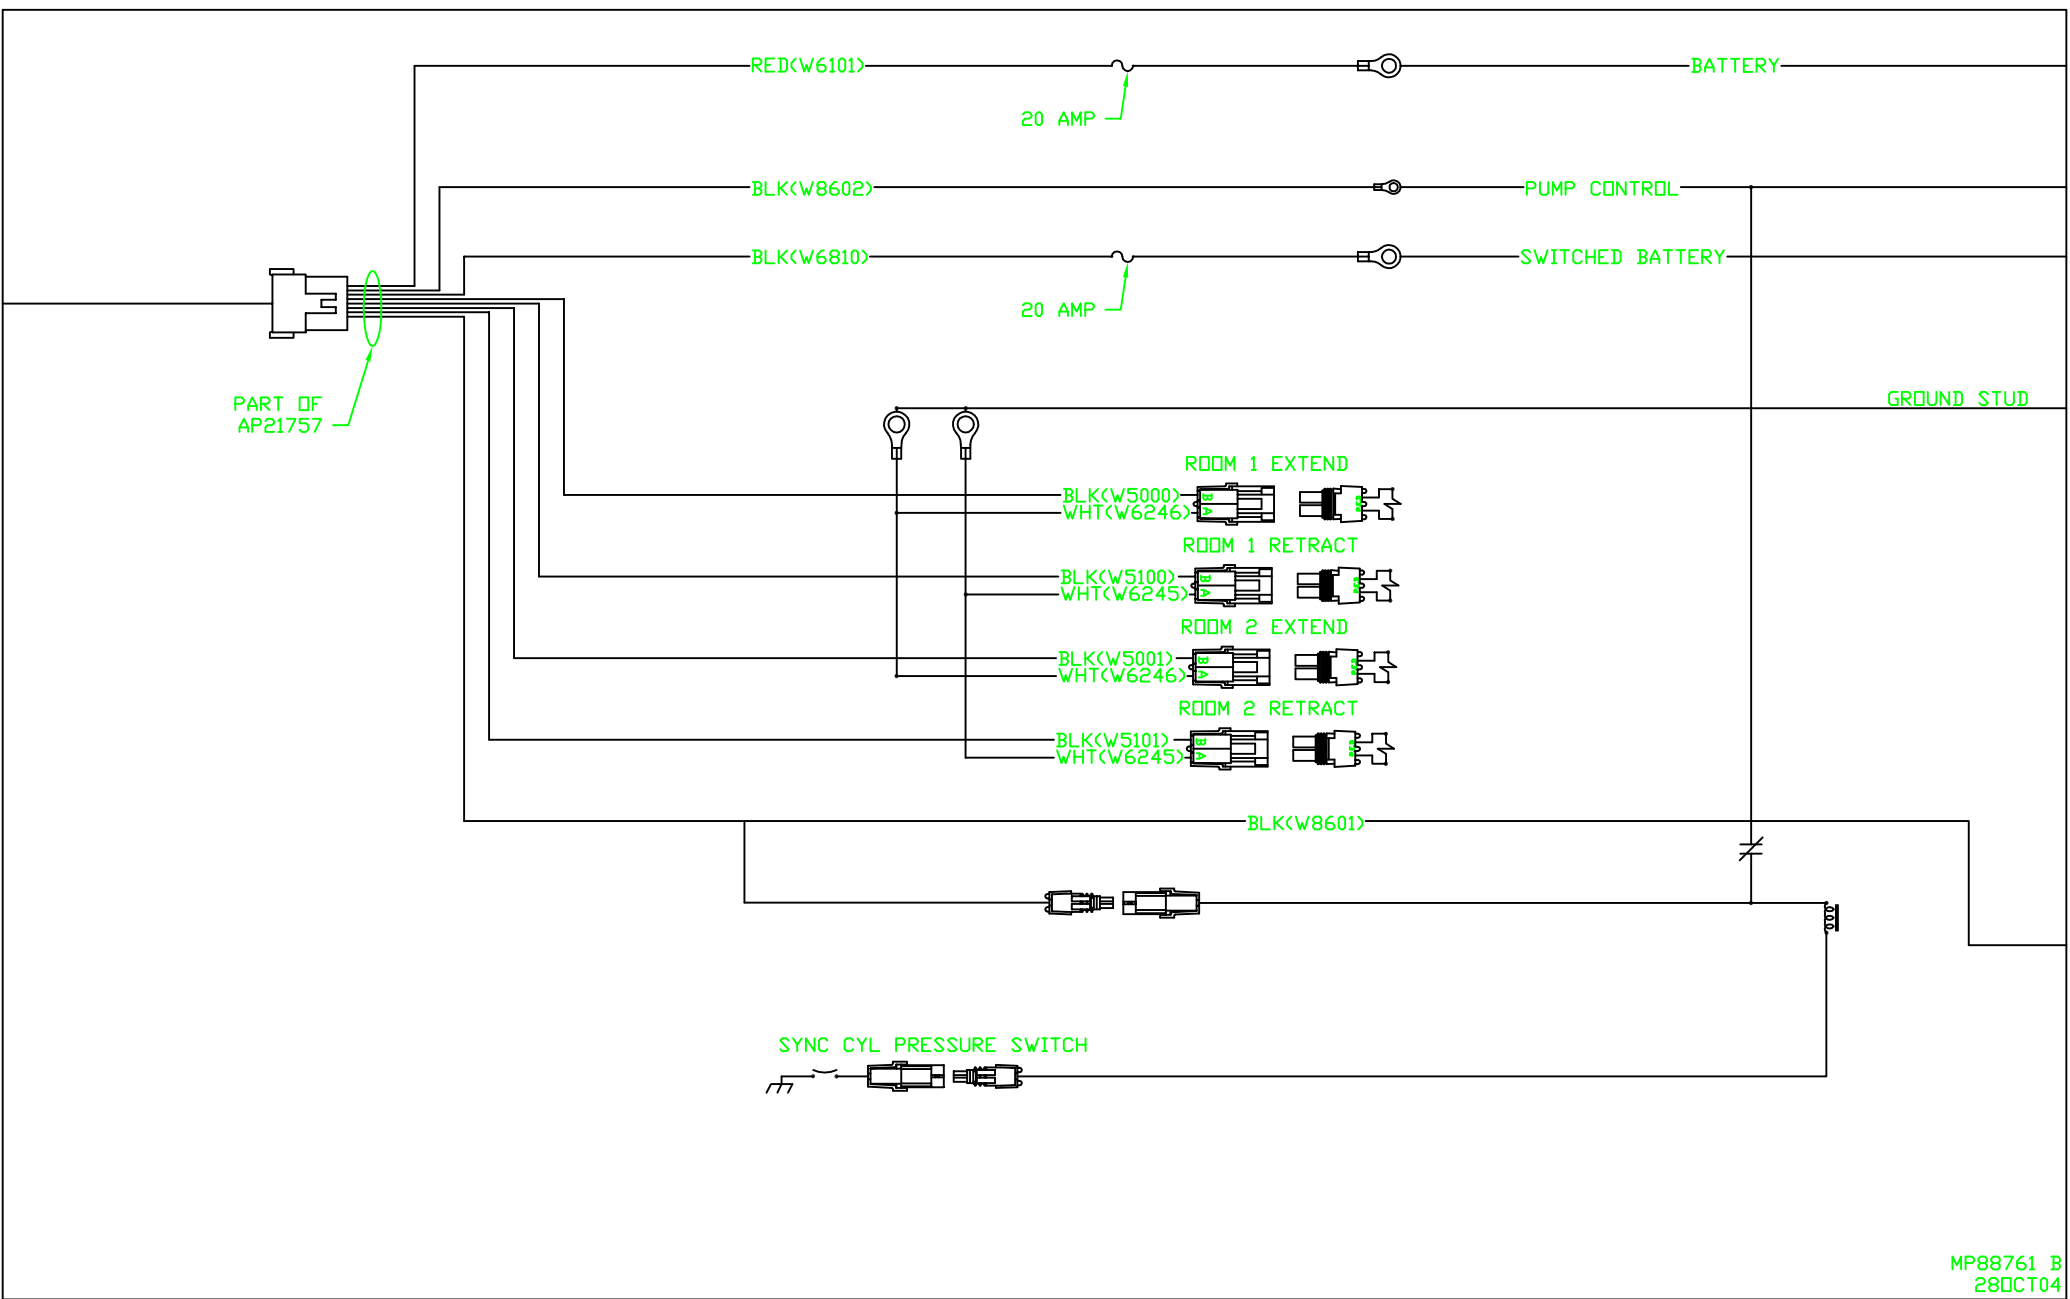 RED(W6101)
BATTERY
20 AMP
BLK(W8602)
PUMP CONTROL
BLK(W6810)
SWITCHED BATTERY
20 AMP
PART OF
AP21757
GROUND STUD
ROOM 1 EXTEND
BLK(W5000)
B
WHT(W6246)
A
ROOM 1 RETRACT
BLK(W5100)
B
WHT(W6245)
A
ROOM 2 EXTEND
BLK(W5001)
B
WHT(W6246)
A
ROOM 2 RETRACT
BLK(W5101)
B
WHT(W6245)
A
BLK(W8601)
SYNC CYL PRESSURE SWITCH
MP88761 B
28OCT04